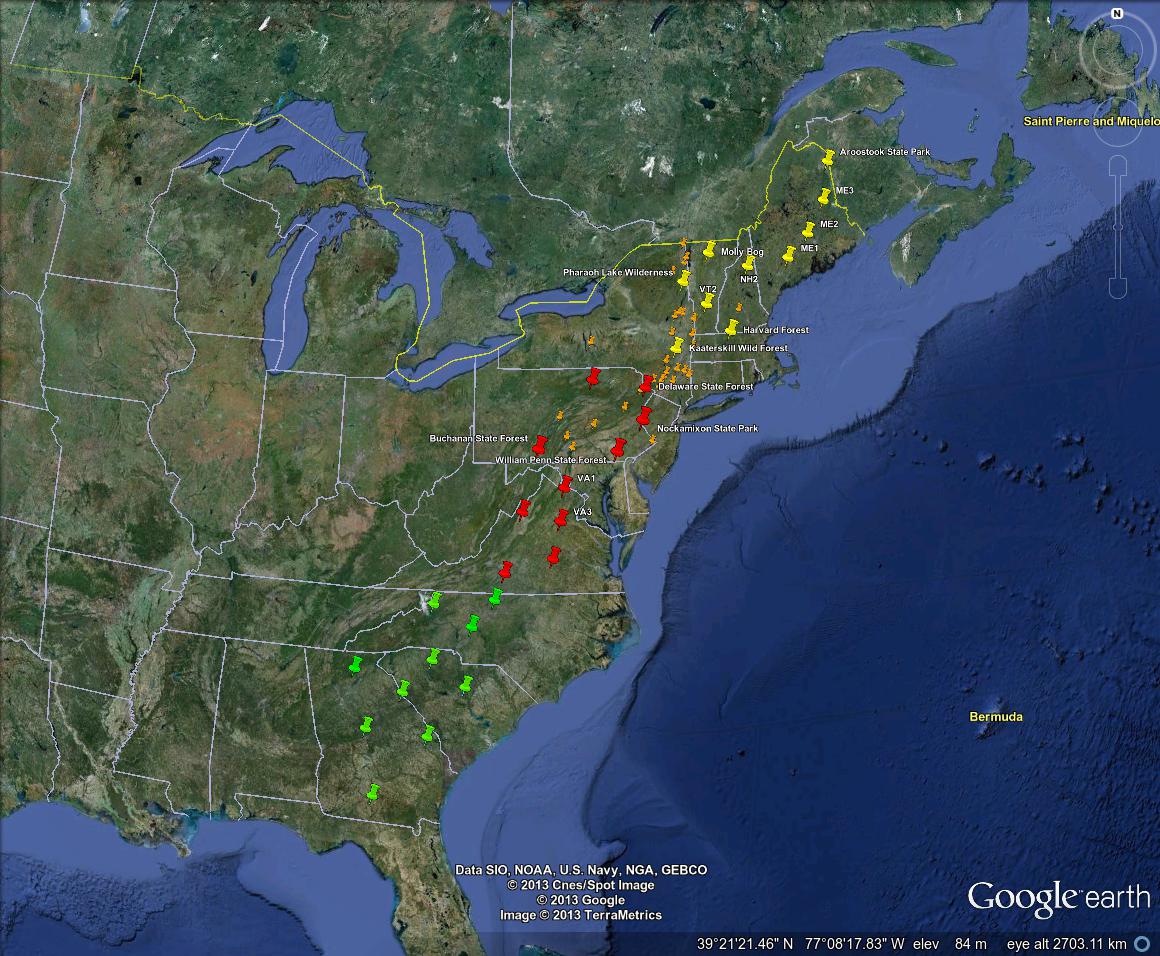 N
Saint Pierre and Miquelo
Aroostook State Park
ME3
ME2
ME1
Molly Bog
Pharaoh Lake Wilderness
NH2
VT2
Harvard Forest
Kaaterskill Wild Forest
Delaware State Forest
Nockamixon State Park
Buchanan State Forest
William Penn State Forest
VA1
VA3
Bermuda
Data SIO, NOAA, U.S. Navy, NGA, GEBCO
© 2013 Cnes/Spot Image
© 2013 Google
Image © 2013 TerraMetrics
Google earth
39°21'21.46" N 77°08'17.83" W elev 84 m eye alt 2703.11 km